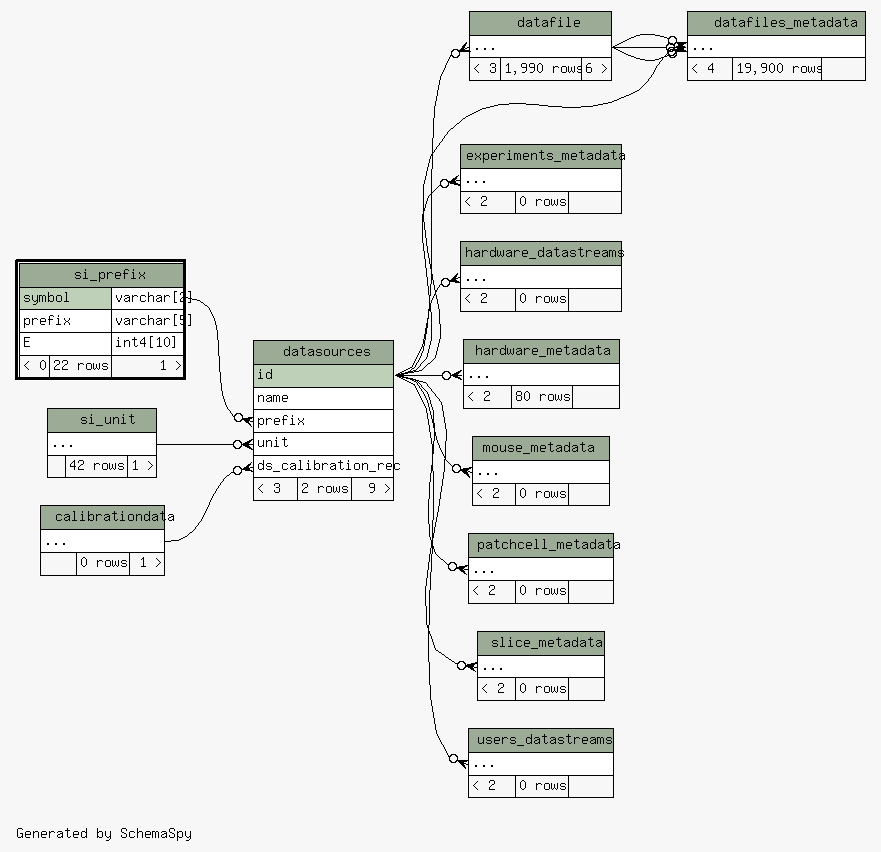 datafile
...
< 3 1,990 rows 6 >
datafiles_metadata
...
< 4 19,900 rows
experiments_metadata
...
< 2 0 rows
hardware_datastreams
...
< 2 0 rows
si_prefix
symbol varchar[2]
prefix varchar[5]
E int4[10]
< 0 22 rows 1 >
datasources
id
name
prefix
unit
ds_calibration_rec
< 3 2 rows 9 >
hardware_metadata
...
< 2 80 rows
si_unit
...
42 rows 1 >
mouse_metadata
...
< 2 0 rows
calibrationdata
...
0 rows 1 >
patchcell_metadata
...
< 2 0 rows
slice_metadata
...
< 2 0 rows
users_datastreams
...
< 2 0 rows
Generated by SchemaSpy